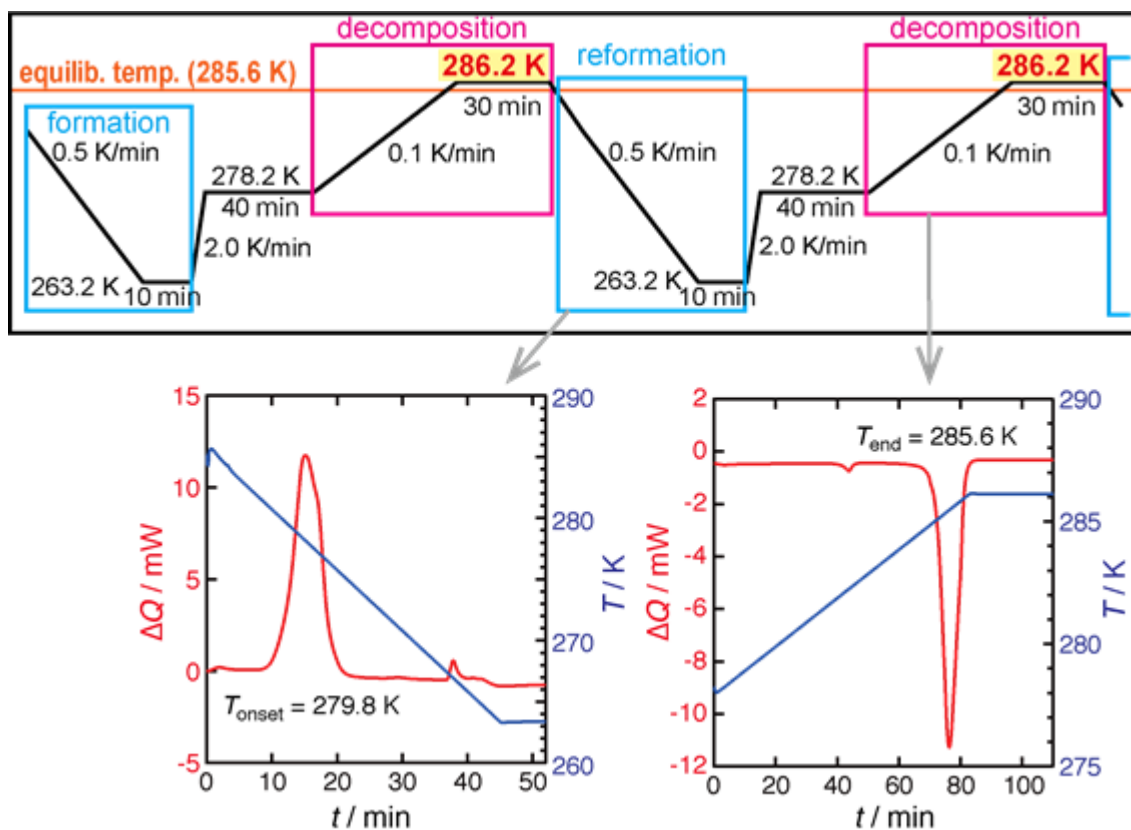 decomposition
decomposition
286.2 K
reformation
286.2 K
equilib. temp. (285.6 K)
30 min
30 min
formation
0.5 K/min
0.1 K/min
0.5 K/min
0.1 K/min
278.2 K
278.2 K
40 min
40 min
2.0 K/min
2.0 K/min
263.2 K
10 min
263.2 K
10 min
15
10
5
0
-5
ΔQ / mW
290
280
270
260
T / K
T onset = 279.8 K
0 10 20 30 40 50
t / min
2
0
-2
-4
-6
-8
-10
-12
ΔQ / mW
T end = 285.6 K
290
285
280
275
T / K
0 20 40 60 80 100
t / min